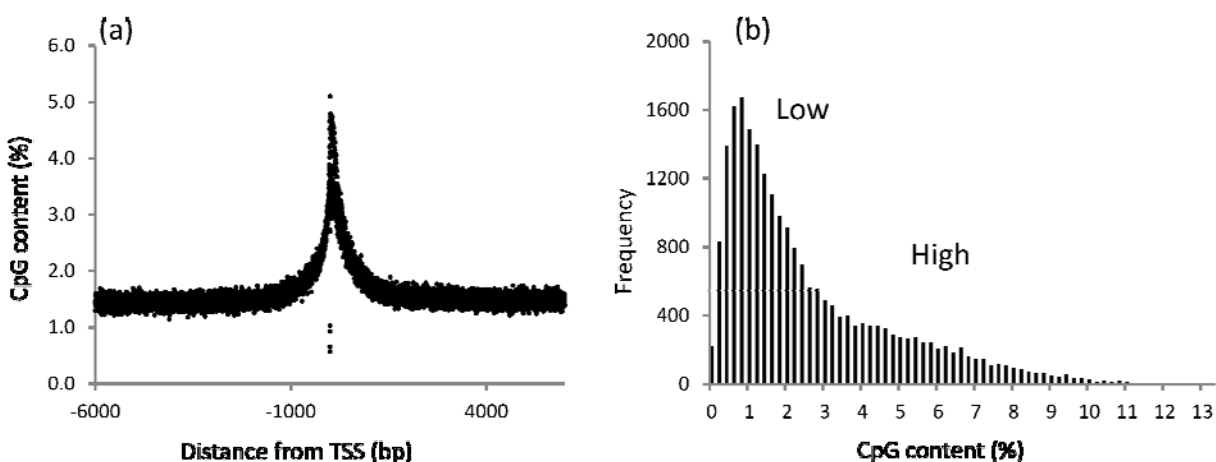 (a)
6.0
5.0
4.0
3.0
2.0
1.0
0.0
CpG content (%)
-6000 -1000 4000
Distance from TSS (bp)
(b)
2000
1600
1200
800
400
0
Frequency
Low
High
0 1 2 3 4 5 6 7 8 9 10 11 12 13
CpG content (%)